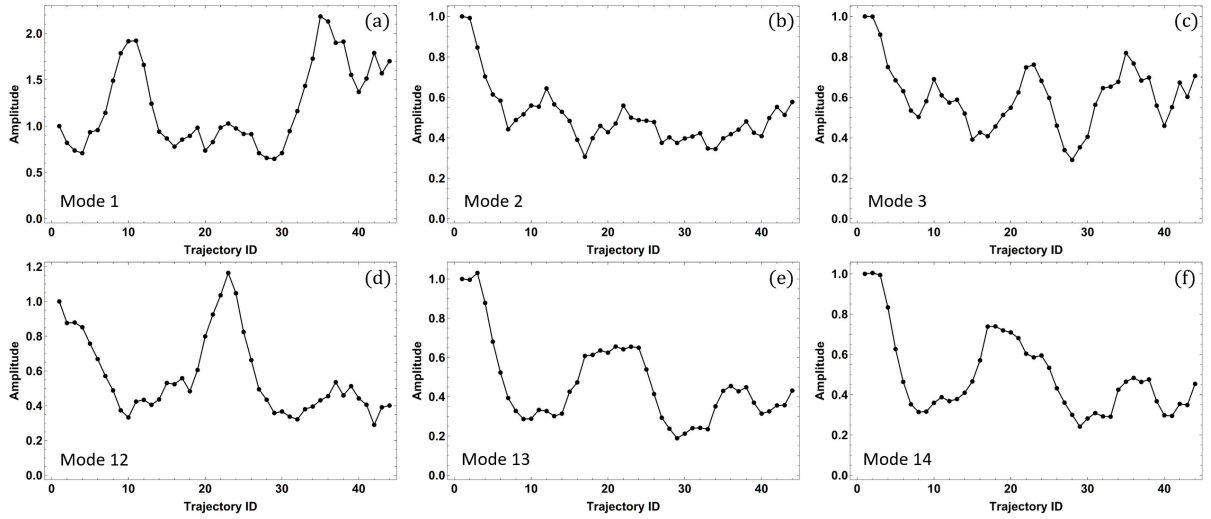 (a)
2.0
1.5
1.0
0.5
0.0
Amplitude
Mode 1
0 10 20 30 40
Trajectory ID
(b)
1.0
0.8
0.6
0.4
0.2
0.0
Amplitude
Mode 2
0 10 20 30 40
Trajectory ID
(c)
1.0
0.8
0.6
0.4
0.2
0.0
Amplitude
Mode 3
0 10 20 30 40
Trajectory ID
(d)
1.2
1.0
0.8
0.6
0.4
0.2
0.0
Amplitude
Mode 12
0 10 20 30 40
Trajectory ID
(e)
1.0
0.8
0.6
0.4
0.2
0.0
Amplitude
Mode 13
0 10 20 30 40
Trajectory ID
(f)
1.0
0.8
0.6
0.4
0.2
0.0
Amplitude
Mode 14
0 10 20 30 40
Trajectory ID